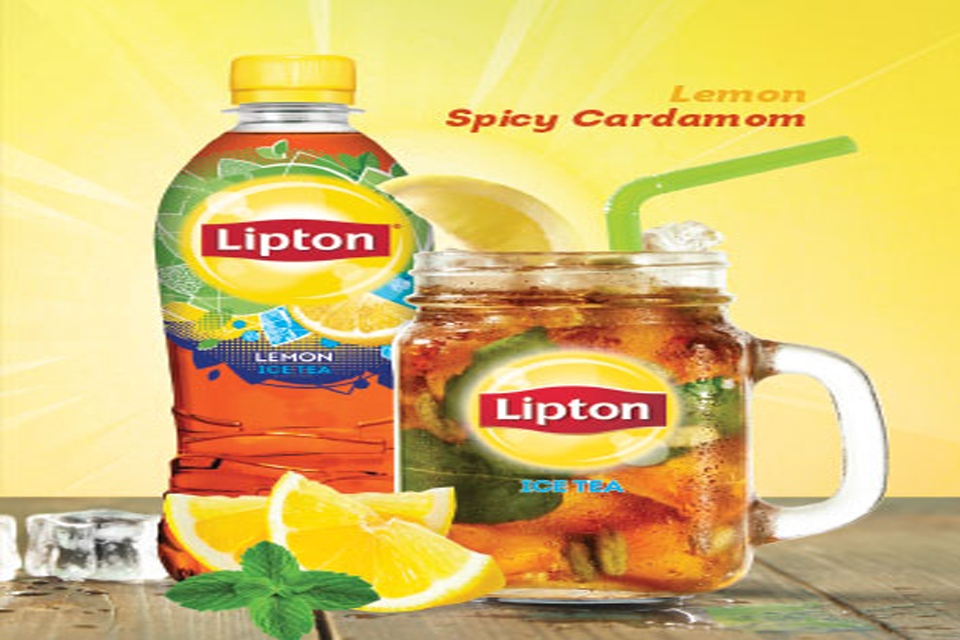 Lemon
Spicy Cardamom
Lipton
LEMON
ICE TEA
Lipton
ICE TEA